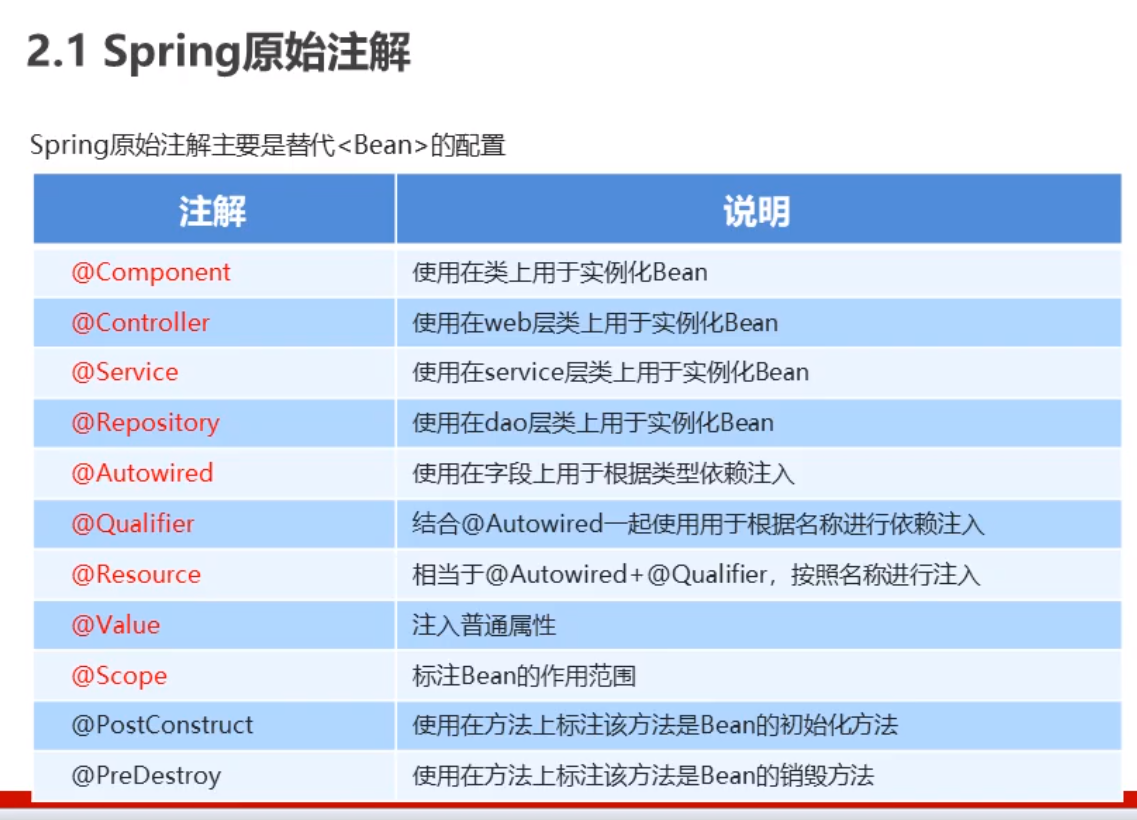 2.1 Spring原始注解
Spring原始注解主要是替代<Bean>的配置
注解 说明
@Component 使用在类上用于实例化Bean
@Controller 使用在web层类上用于实例化Bean
@Service 使用在service层类上用于实例化Bean
@Repository 使用在dao层类上用于实例化Bean
@Autowired 使用在字段上用于根据类型依赖注入
@Qualifier 结合@Autowired一起使用用于根据名称进行依赖注入
@Resource 相当于@Autowired+@Qualifier，按照名称进行注入
@Value 注入普通属性
@Scope 标注Bean的作用范围
@PostConstruct 使用在方法上标注该方法是Bean的初始化方法
@PreDestroy 使用在方法上标注该方法是Bean的销毁方法